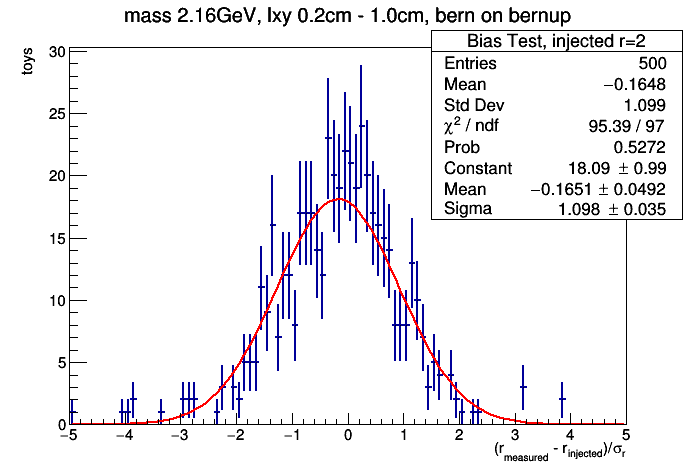 mass 2.16GeV, lxy 0.2cm - 1.0cm, bern on bernup
Bias Test, injected r=2
Entries 500
Mean −0.1648
Std Dev 1.099
χ² / ndf 95.39 / 97
Prob 0.5272
Constant 18.09 ± 0.99
Mean −0.1651 ± 0.0492
Sigma 1.098 ± 0.035
toys
30
25
20
15
10
5
0
−5 −4 −3 −2 −1 0 1 2 3 4 5
(r_measured - r_injected)/σ_r